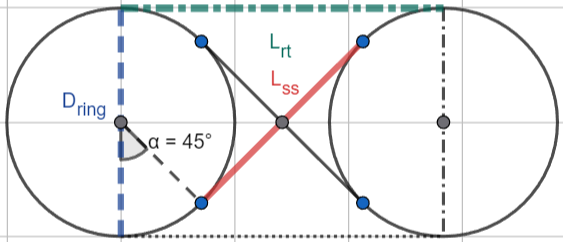 L_rt
L_ss
D_ring
α = 45°